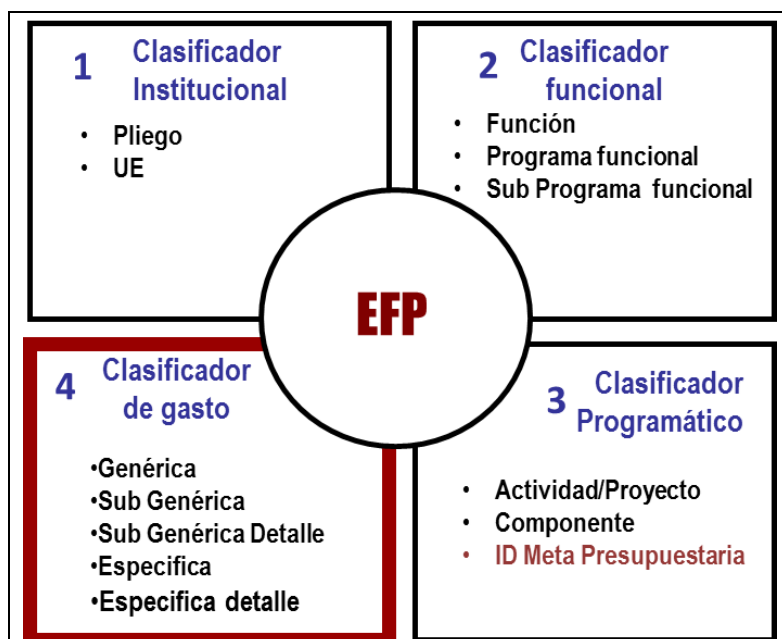 1 Clasificador
Institucional
• Pliego
• UE
2 Clasificador
funcional
• Función
• Programa funcional
• Sub Programa funcional
EFP
4 Clasificador
de gasto
•Genérica
•Sub Genérica
•Sub Genérica Detalle
•Especifica
•Especifica detalle
3 Clasificador
Programático
• Actividad/Proyecto
• Componente
• ID Meta Presupuestaria